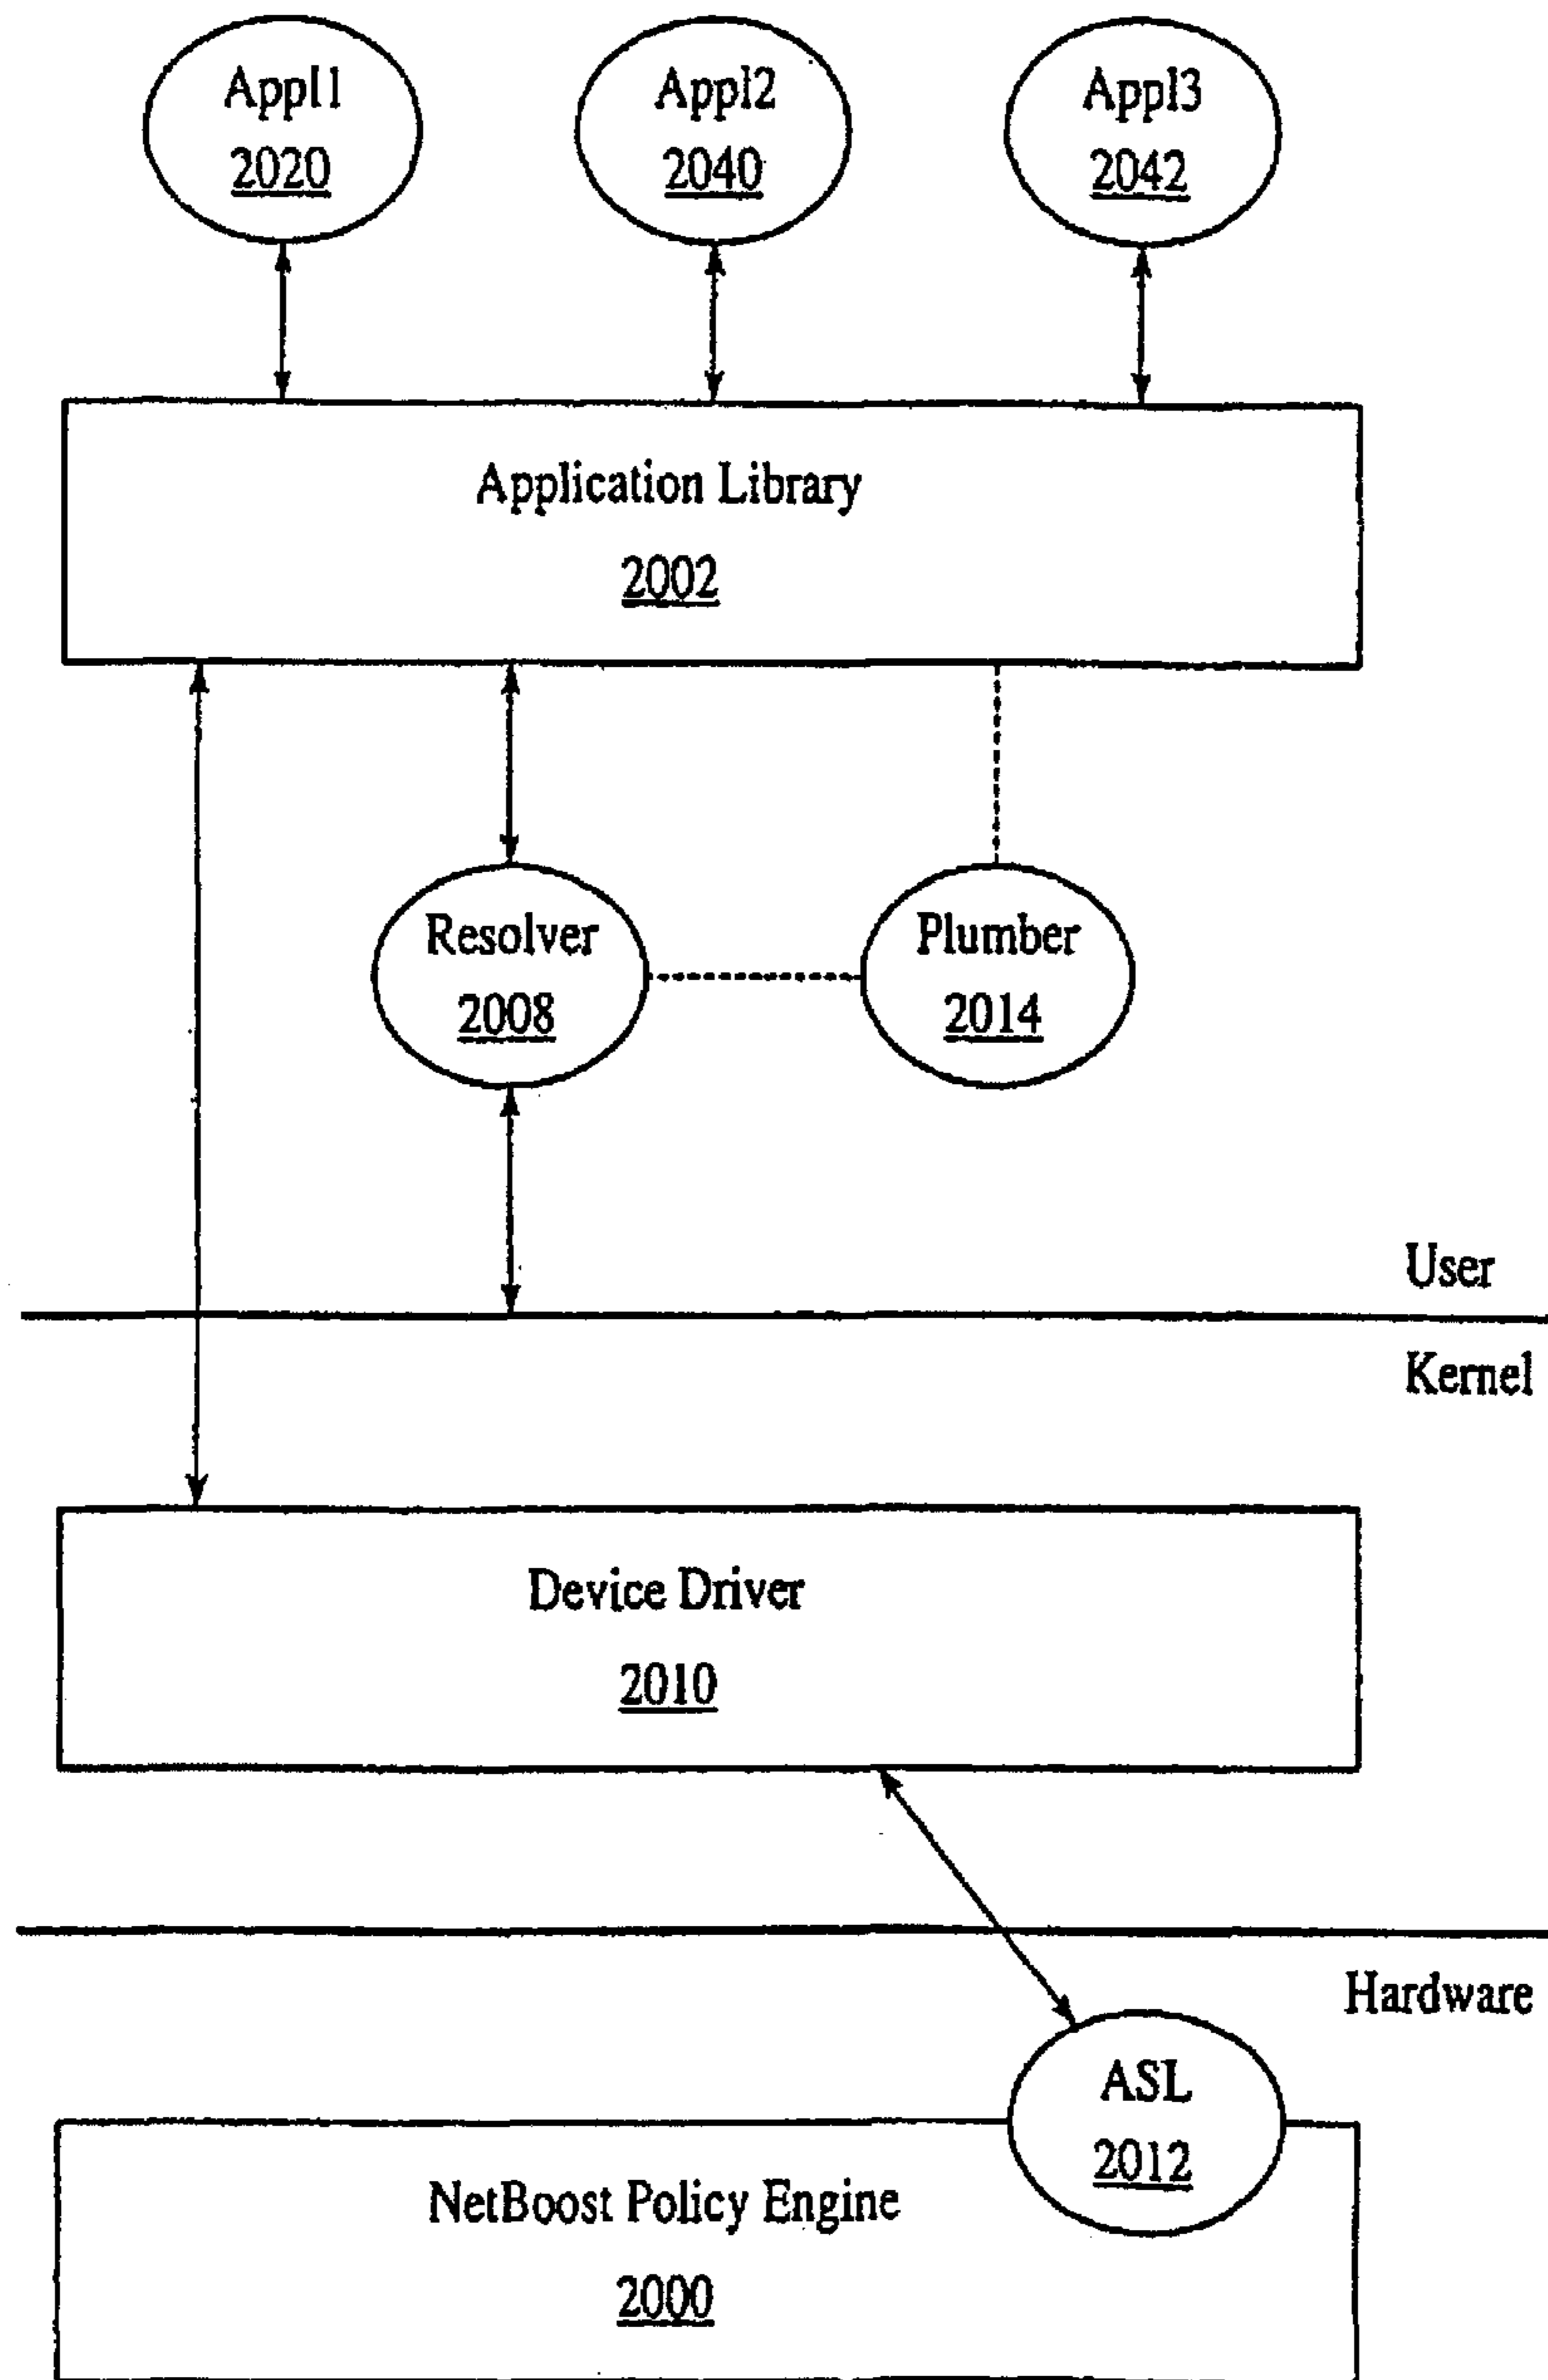 Appl1
2020
Appl2
2040
Appl3
2042
Application Library
2002
Resolver
2008
Plumber
2014
User
Kernel
Device Driver
2010
Hardware
ASL
2012
NetBoost Policy Engine
2000